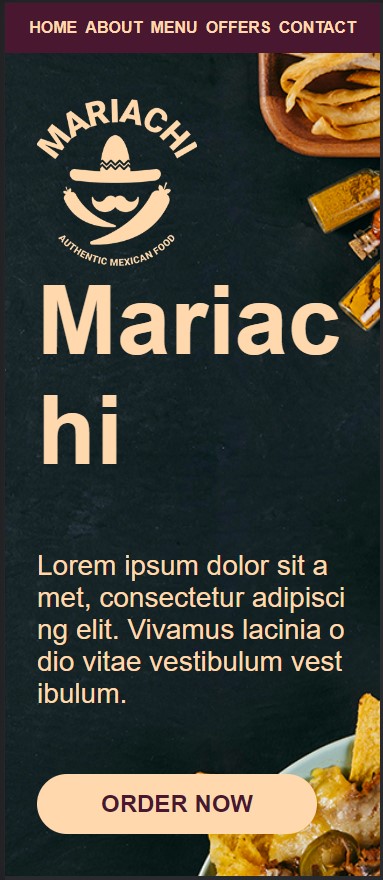 HOME ABOUT MENU OFFERS CONTACT
MARIACHI
AUTHENTIC MEXICAN FOOD
Mariac
hi
Lorem ipsum dolor sit a
met, consectetur adipisci
ng elit. Vivamus lacinia o
dio vitae vestibulum vest
ibulum.
ORDER NOW